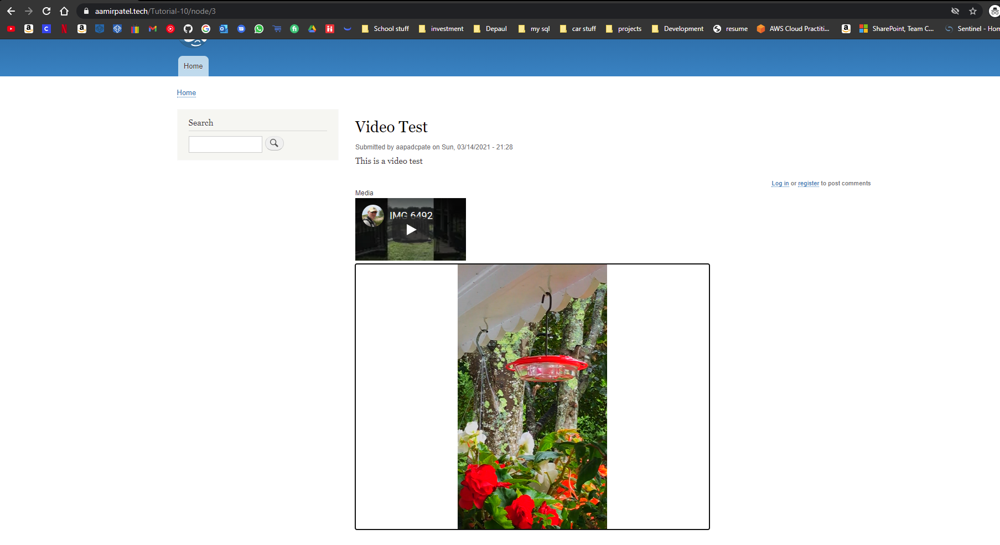 aamirpatel.tech/Tutorial-10/node/3
School stuff
investment
Depaul
my sql
car stuff
projects
Development
resume
AWS Cloud Practiti...
SharePoint, Team C...
Sentinel - Hom
Home
Home
Search
Video Test
Submitted by aapadcpate on Sun, 03/14/2021 - 21:28
This is a video test
Log in or register to post comments
Media
IMG 6492